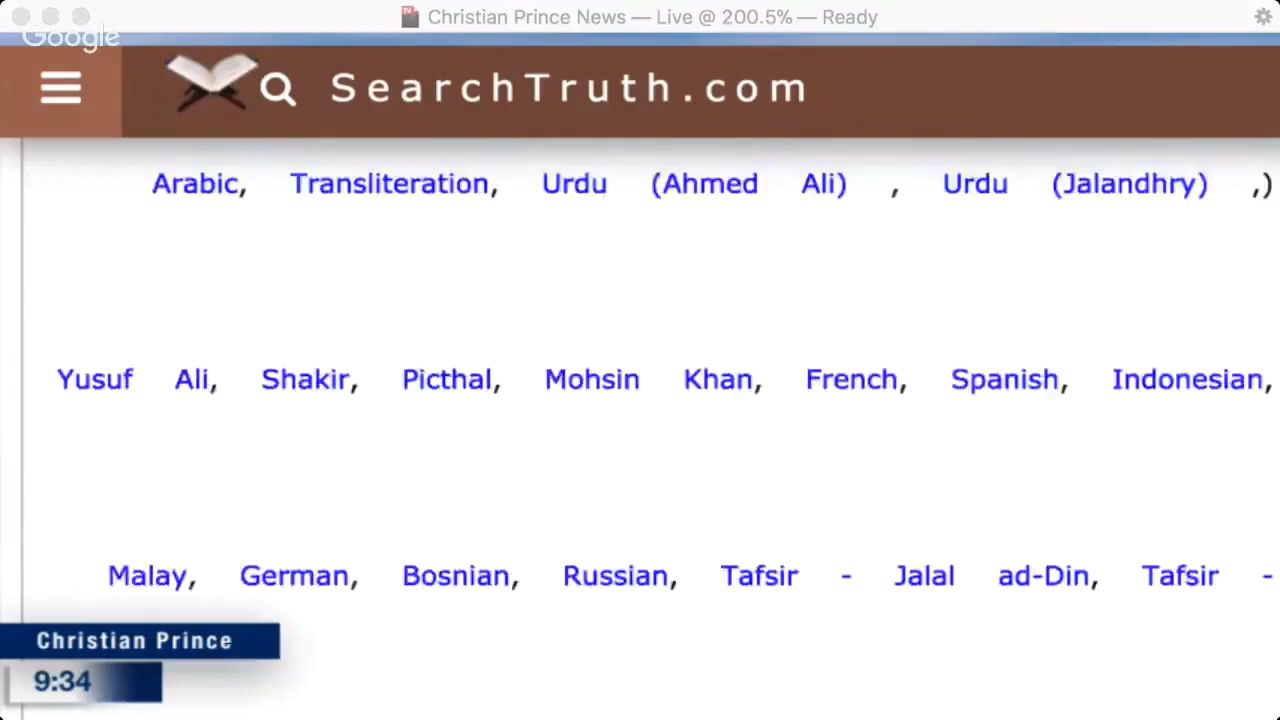 Christian Prince News — Live @ 200.5% — Ready
Google
SearchTruth.com
Arabic, Transliteration, Urdu (Ahmed Ali) , Urdu (Jalandhry) ,)
Yusuf Ali, Shakir, Picthal, Mohsin Khan, French, Spanish, Indonesian,
Malay, German, Bosnian, Russian, Tafsir - Jalal ad-Din, Tafsir -
Christian Prince
9:34